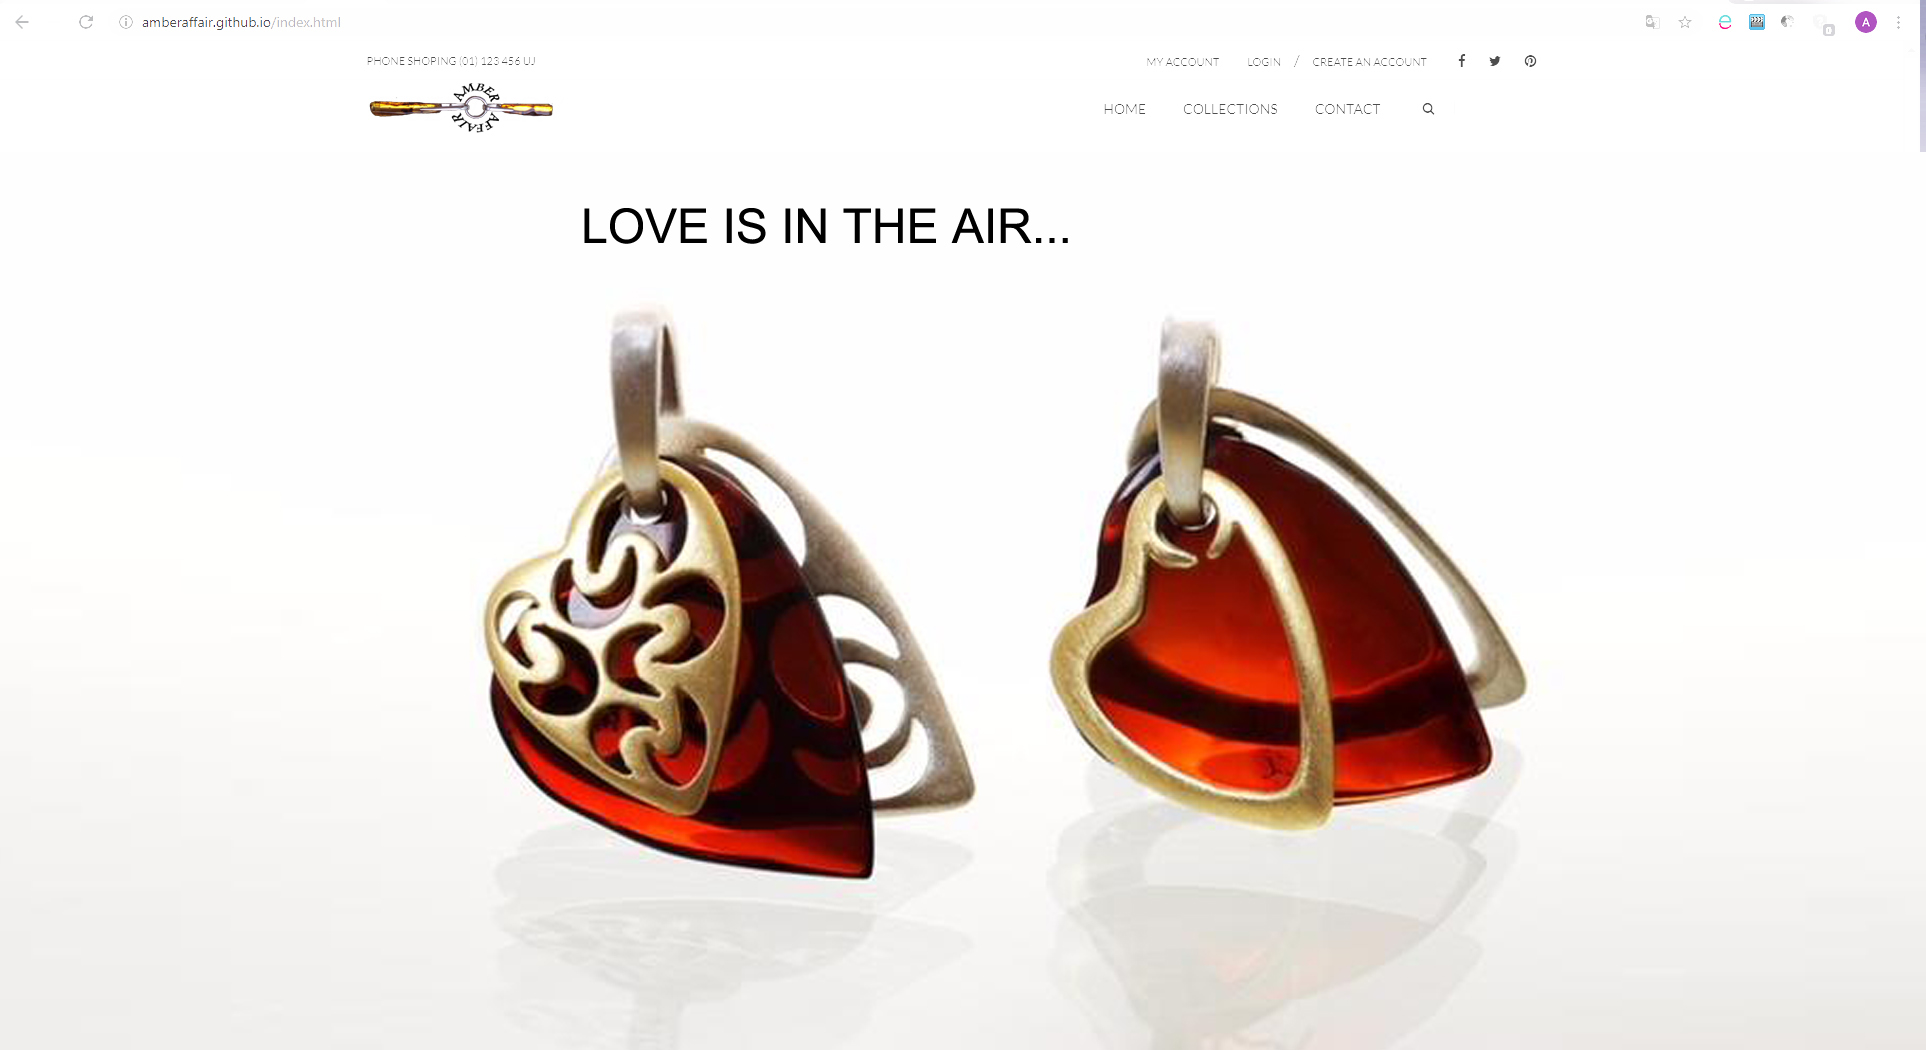 amberaffair.github.io/index.html
A
PHONE SHOPING (01) 123 456 UJ
MY ACCOUNT LOGIN / CREATE AN ACCOUNT
AMBER
AFFAIR
HOME COLLECTIONS CONTACT
LOVE IS IN THE AIR...